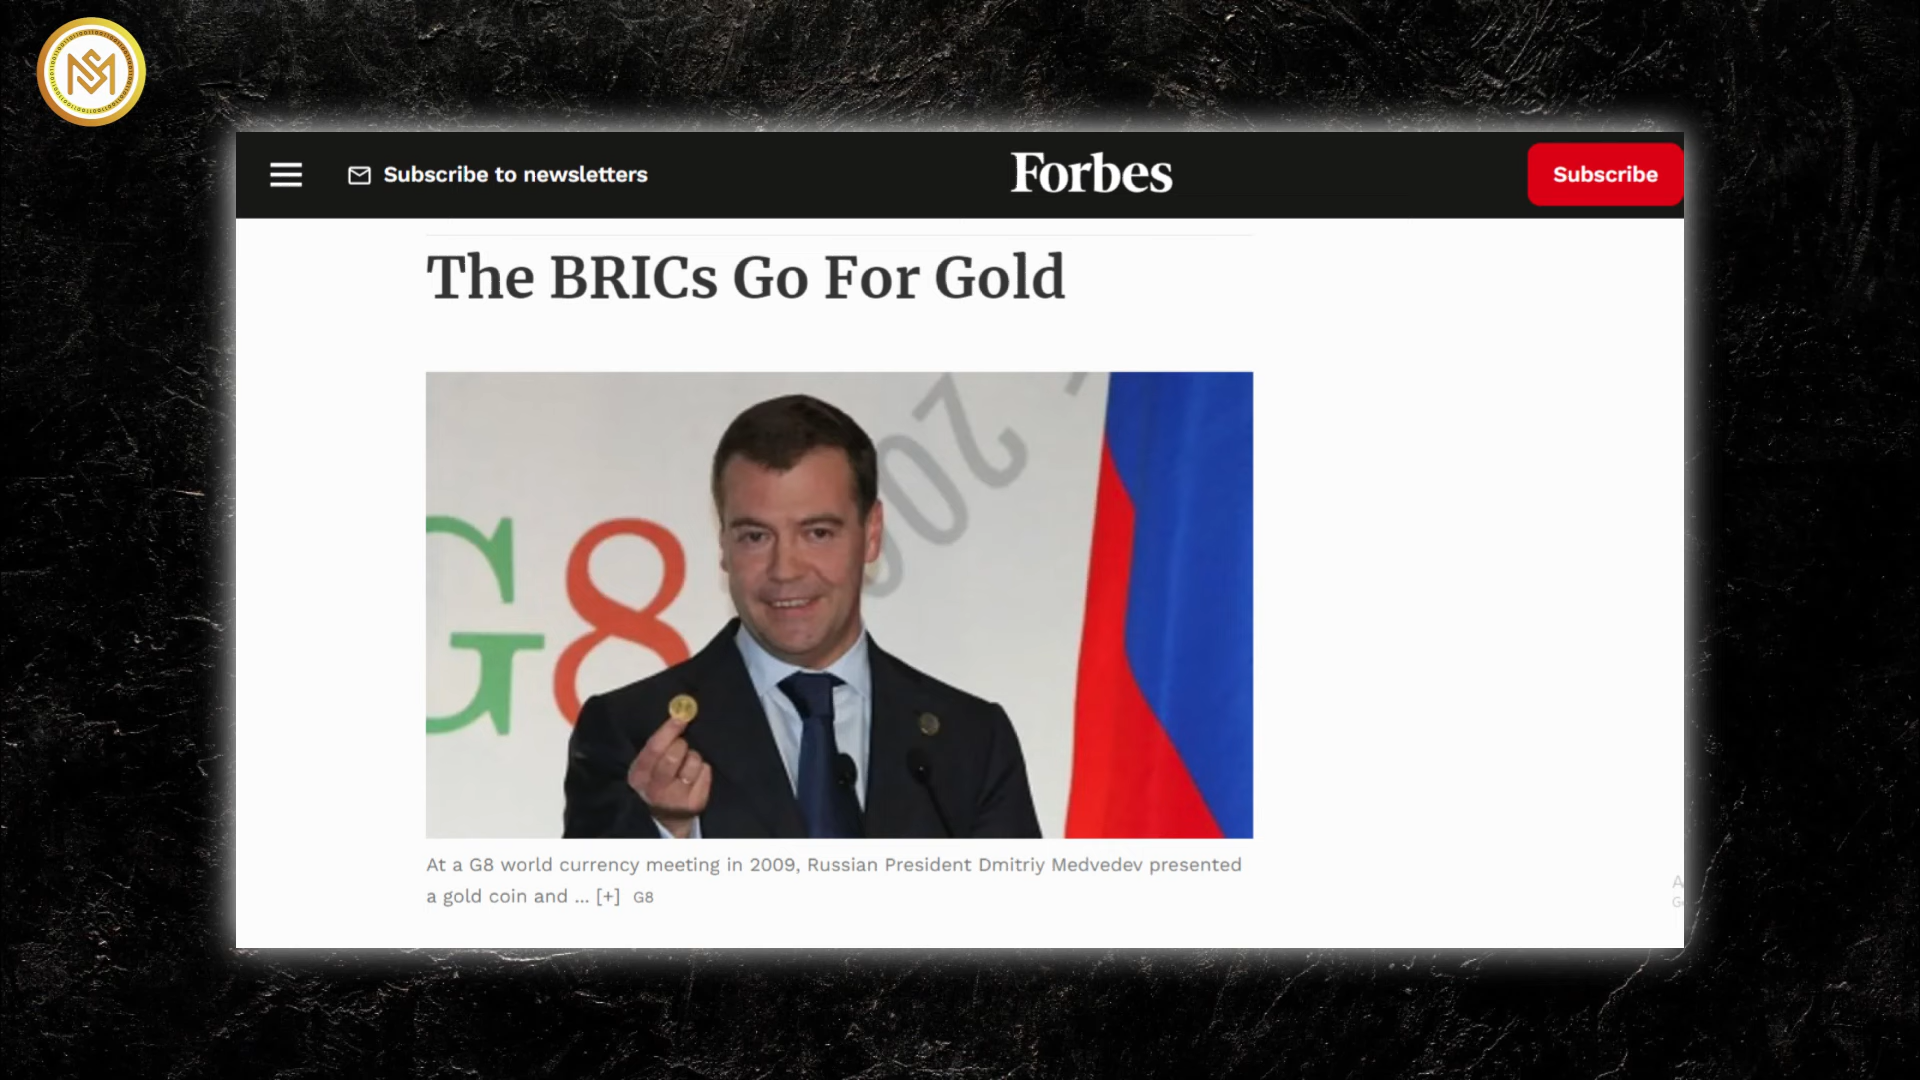 Subscribe to newsletters
Forbes
Subscribe
The BRICs Go For Gold
G8
At a G8 world currency meeting in 2009, Russian President Dmitriy Medvedev presented
a gold coin and ... [+] G8